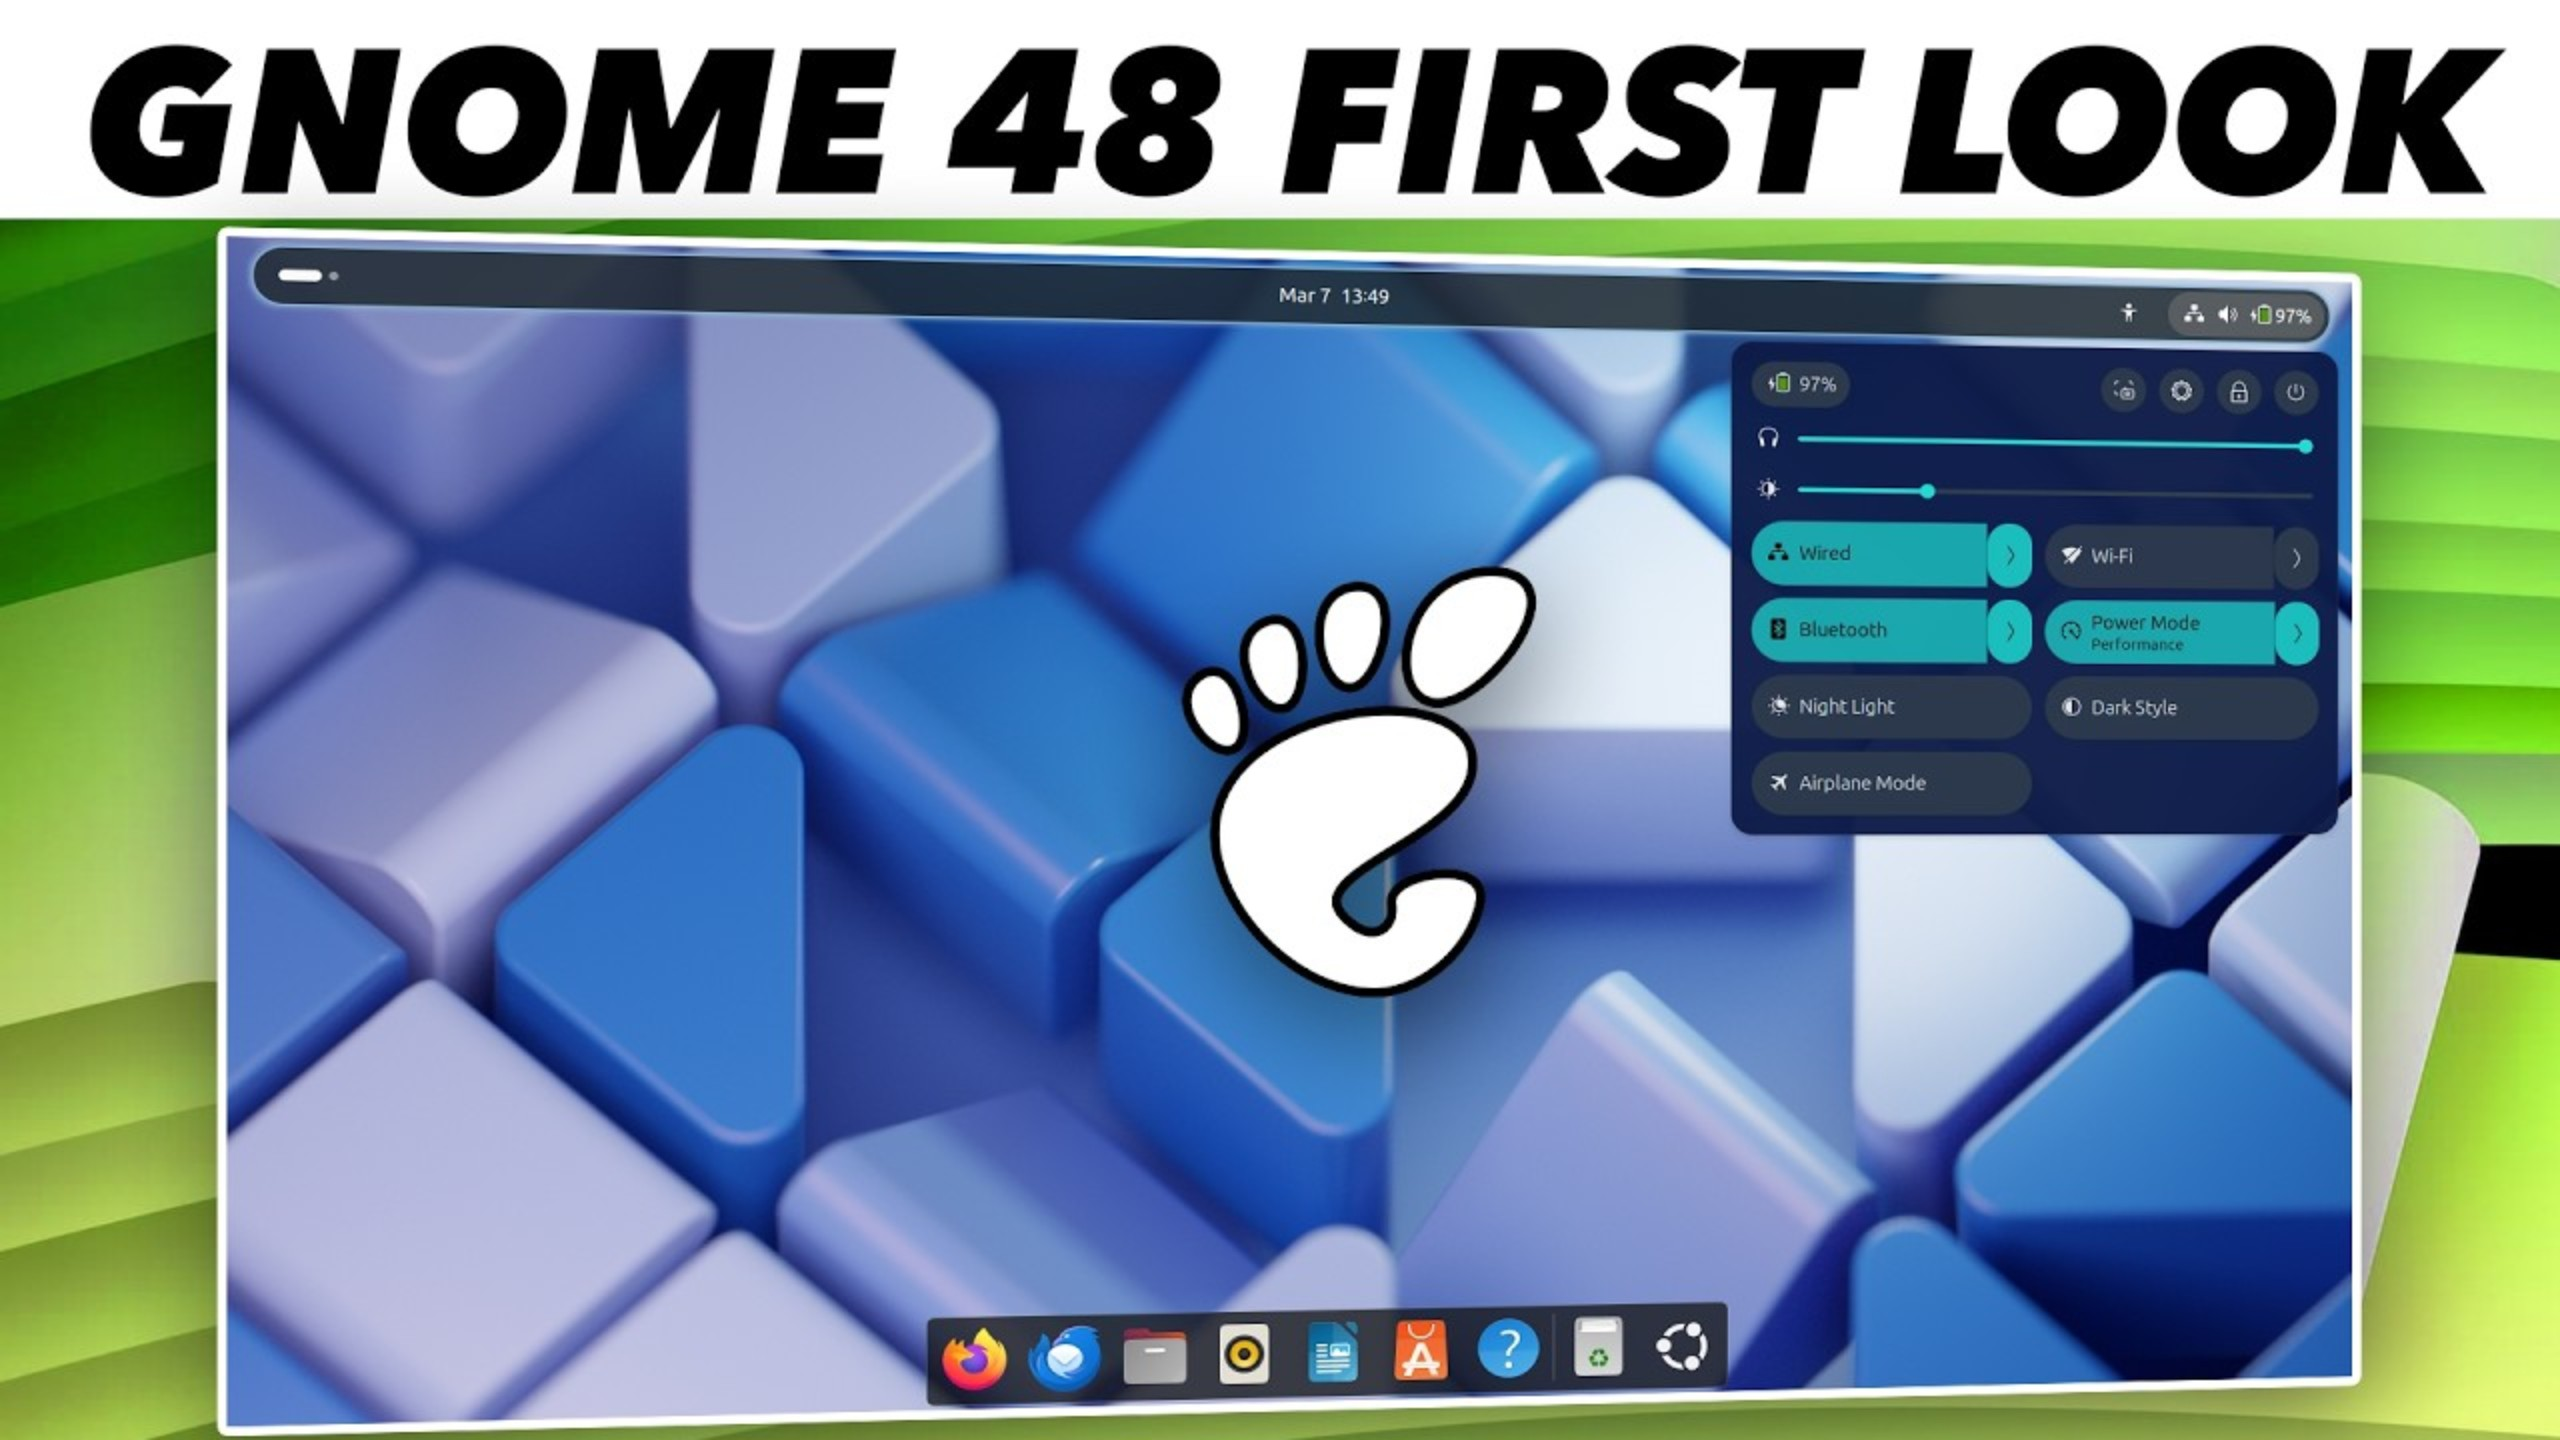 GNOME 48 FIRST LOOK
Mar 7 13:49
97%
97%
Wired
Wi-Fi
Bluetooth
Power Mode
Performance
Night Light
Dark Style
Airplane Mode